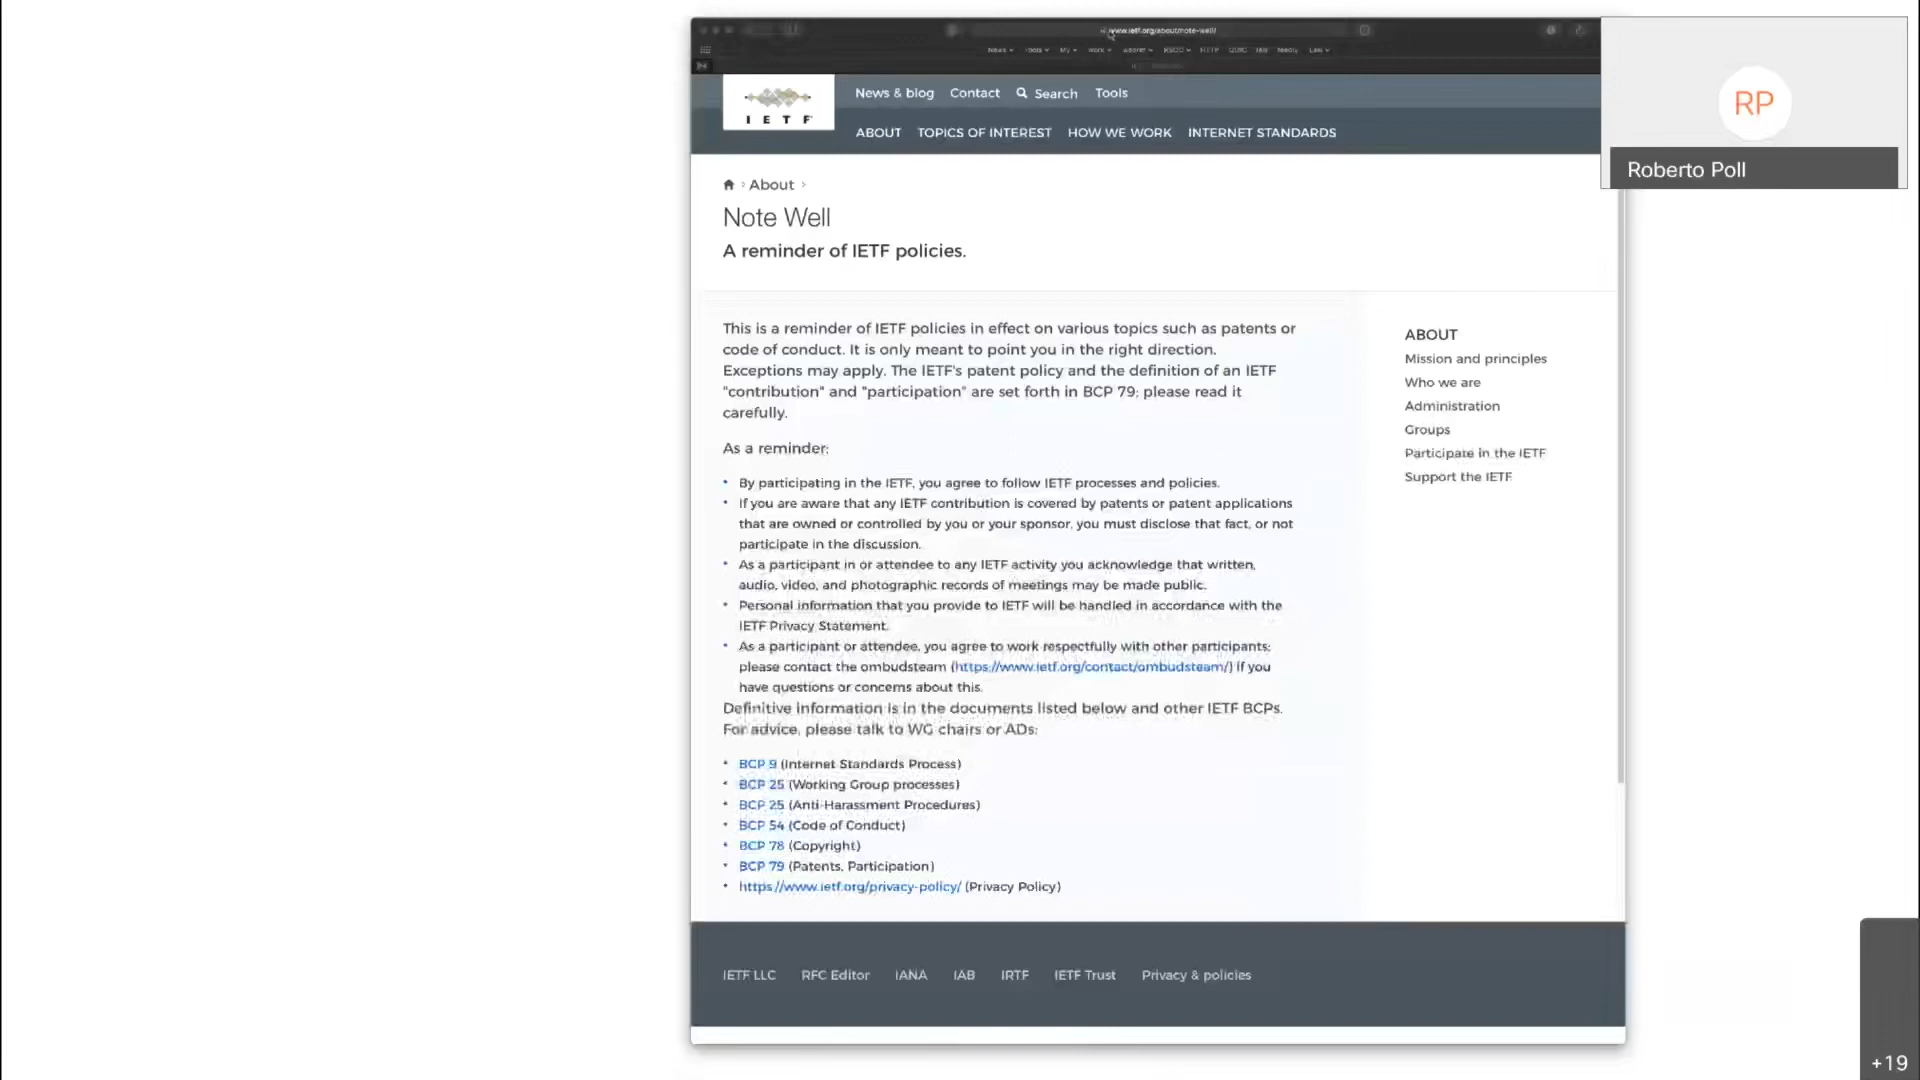 www.ietf.org/about/note-well/
News Tools My Work HTTP QUIC Law
IETF
News & blog Contact Search Tools
ABOUT TOPICS OF INTEREST HOW WE WORK INTERNET STANDARDS
RP
Roberto Poll
› About ›
Note Well
A reminder of IETF policies.
This is a reminder of IETF policies in effect on various topics such as patents or
code of conduct. It is only meant to point you in the right direction.
Exceptions may apply. The IETF's patent policy and the definition of an IETF
"contribution" and "participation" are set forth in BCP 79; please read it
carefully.
As a reminder:
• By participating in the IETF, you agree to follow IETF processes and policies.
• If you are aware that any IETF contribution is covered by patents or patent applications
that are owned or controlled by you or your sponsor, you must disclose that fact, or not
participate in the discussion.
• As a participant in or attendee to any IETF activity you acknowledge that written,
audio, video, and photographic records of meetings may be made public.
• Personal information that you provide to IETF will be handled in accordance with the
IETF Privacy Statement.
• As a participant or attendee, you agree to work respectfully with other participants;
please contact the ombudsteam (https://www.ietf.org/contact/ombudsteam/) if you
have questions or concerns about this.
Definitive information is in the documents listed below and other IETF BCPs.
For advice, please talk to WG chairs or ADs:
• BCP 9 (Internet Standards Process)
• BCP 25 (Working Group processes)
• BCP 25 (Anti-Harassment Procedures)
• BCP 54 (Code of Conduct)
• BCP 78 (Copyright)
• BCP 79 (Patents, Participation)
• https://www.ietf.org/privacy-policy/ (Privacy Policy)
ABOUT
Mission and principles
Who we are
Administration
Groups
Participate in the IETF
Support the IETF
IETF LLC RFC Editor IANA IAB IRTF IETF Trust Privacy & policies
+19